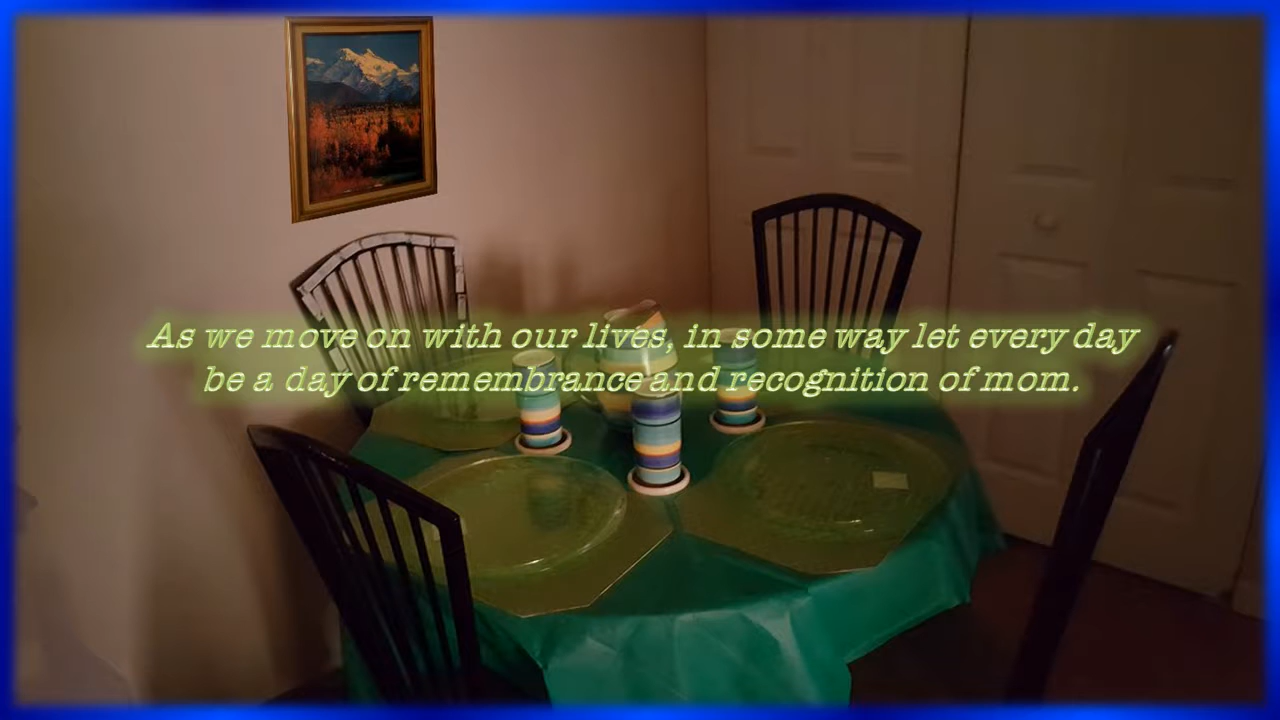 As we move on with our lives, in some way let every day
be a day of remembrance and recognition of mom.